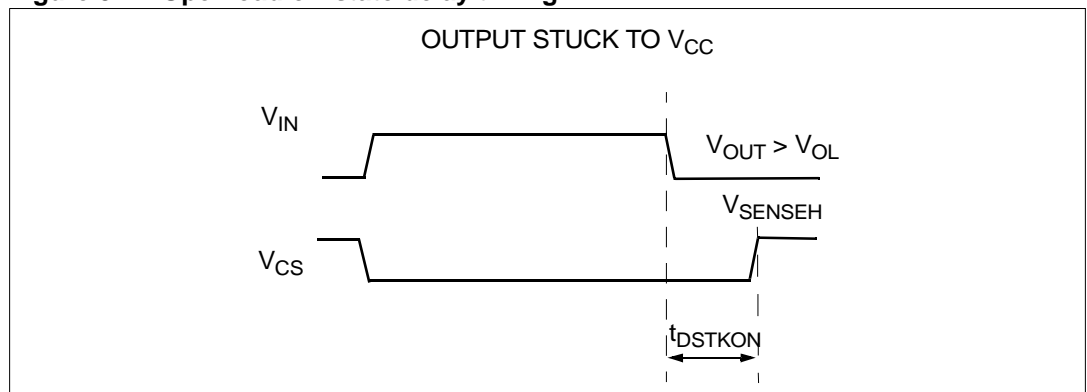 OUTPUT STUCK TO VCC
VIN
VOUT > VOL
VSENSEH
VCS
tDSTKON